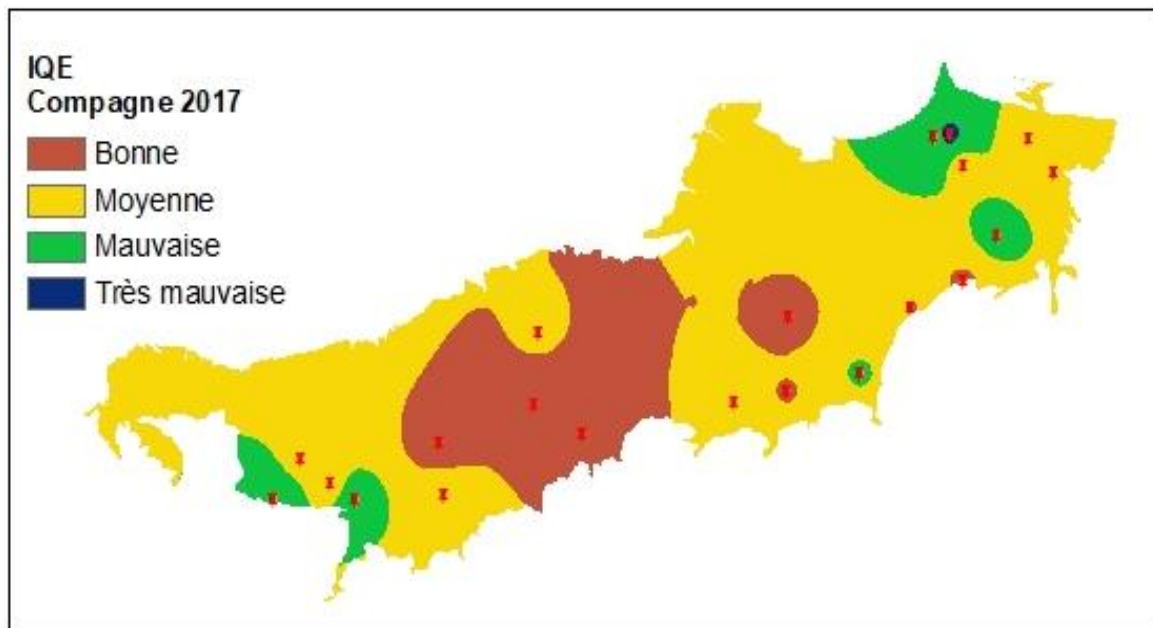 IQE
Compagne 2017
Bonne
Moyenne
Mauvaise
Très mauvaise